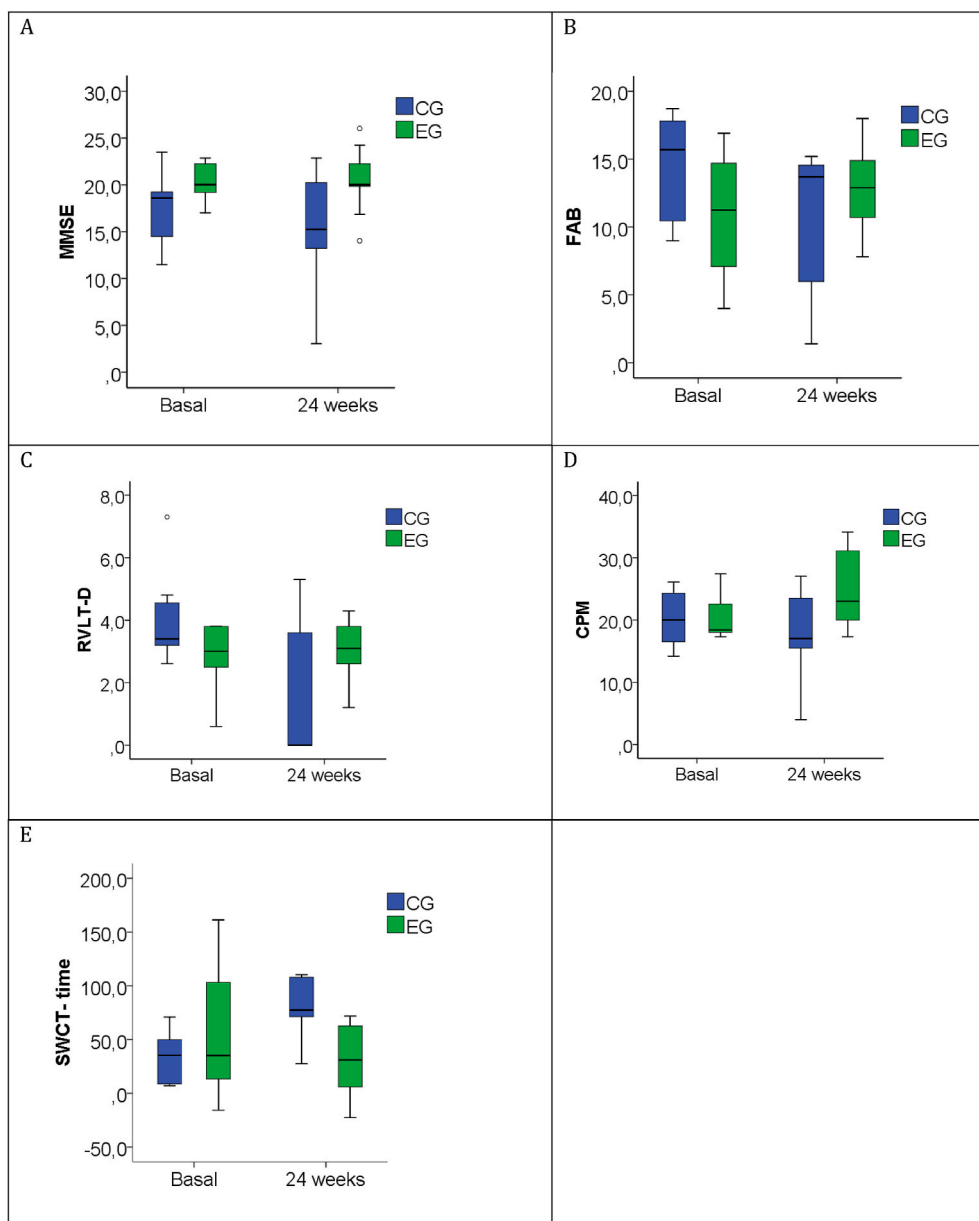 A
30,0
25,0
20,0
15,0
10,0
5,0
,0
MMSE
CG
EG
Basal
24 weeks
B
20,0
15,0
10,0
5,0
,0
FAB
CG
EG
Basal
24 weeks
C
8,0
6,0
4,0
2,0
,0
RVLT-D
CG
EG
Basal
24 weeks
D
40,0
30,0
20,0
10,0
,0
CPM
CG
EG
Basal
24 weeks
E
200,0
150,0
100,0
50,0
,0
-50,0
SWCT- time
CG
EG
Basal
24 weeks